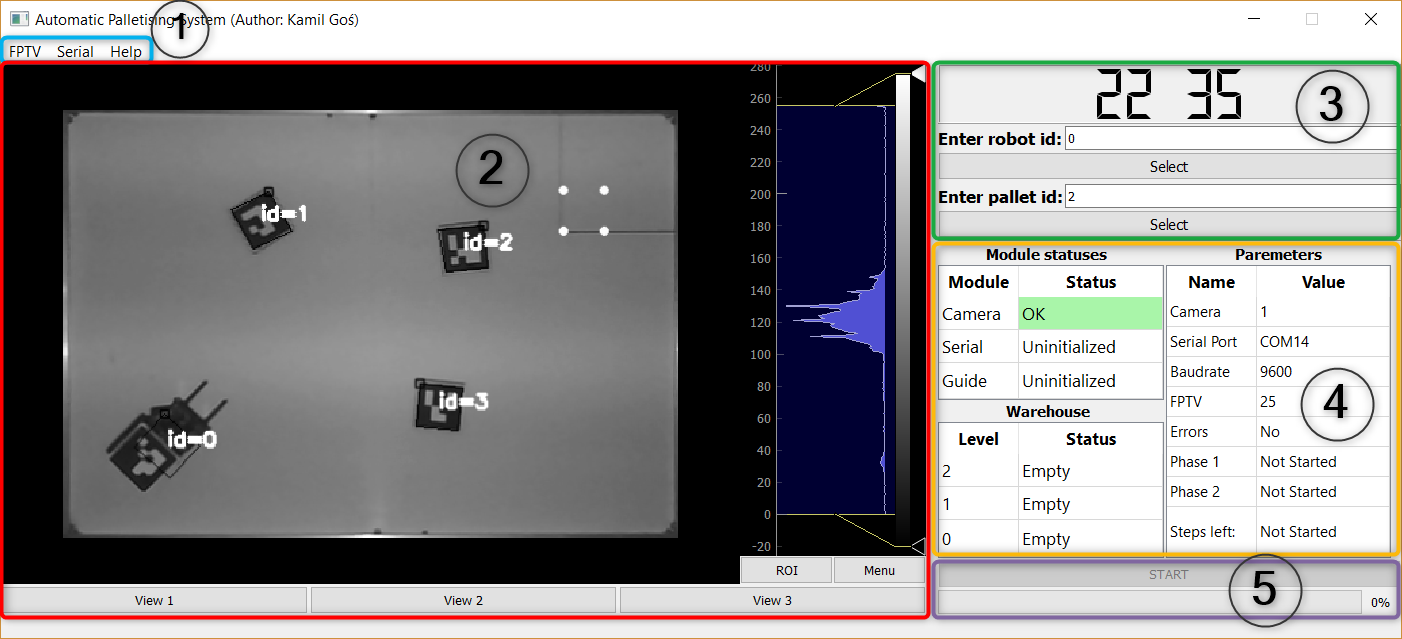 Automatic Palletising System (Author: Kamil Goś)
1
FPTV Serial Help
2
id=1
id=2
id=3
id=0
280
260
240
220
200
180
160
140
120
100
80
60
40
20
0
-20
ROI Menu
View 1 View 2 View 3
22 35
3
Enter robot id: 0
Select
Enter pallet id: 2
Select
Module statuses
Module Status
Camera OK
Serial Uninitialized
Guide Uninitialized
Warehouse
Level Status
2 Empty
1 Empty
0 Empty
Paremeters
Name Value
Camera 1
Serial Port COM14
Baudrate 9600
FPTV 25
4
Errors No
Phase 1 Not Started
Phase 2 Not Started
Steps left: Not Started
START
5
0%